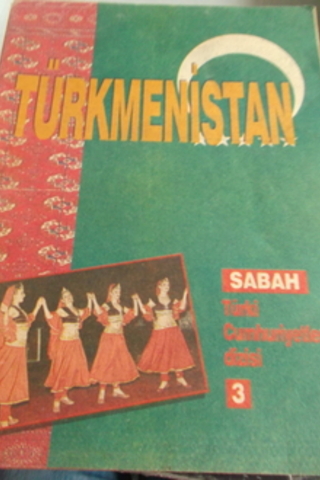 TÜRKMENİSTAN
SABAH
Türki
Cumhuriyetler
dizisi
3